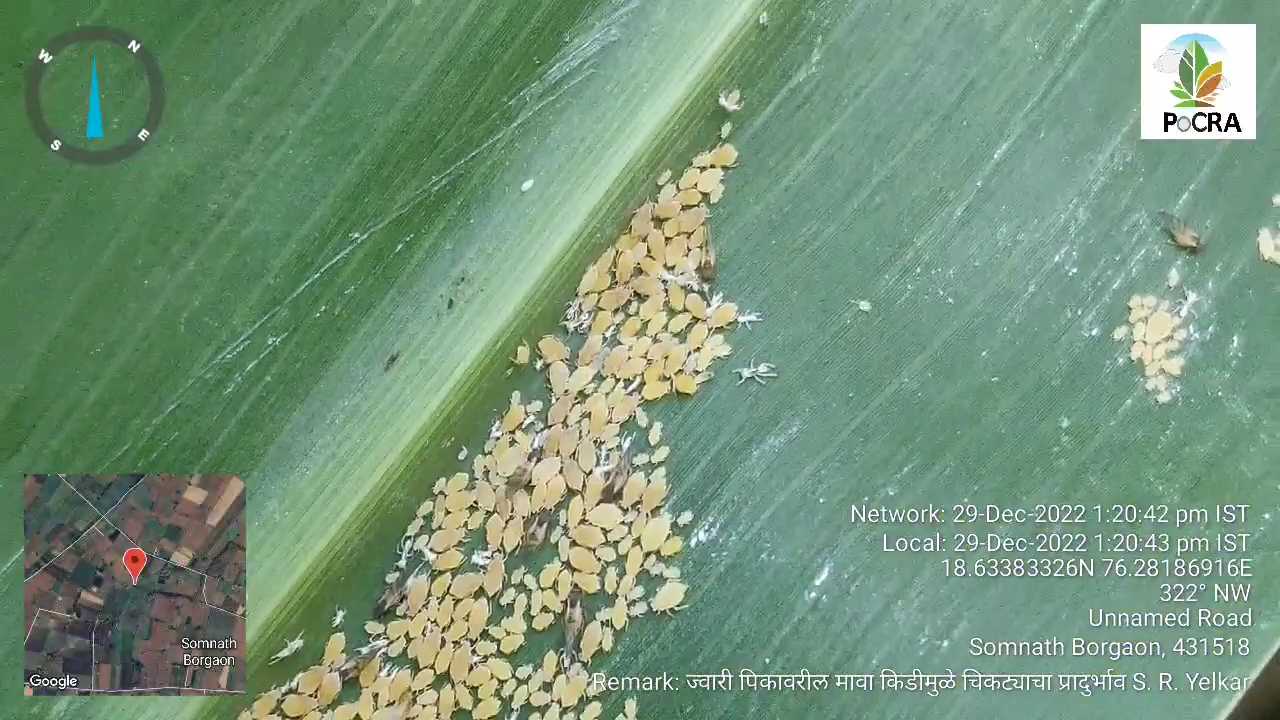 W
N
S
E
PoCRA
Network: 29-Dec-2022 1:20:42 pm IST
Local: 29-Dec-2022 1:20:43 pm IST
18.63383326N 76.28186916E
322° NW
Unnamed Road
Somnath Borgaon, 431518
Remark: ज्वारी पिकावरील मावा किडीमुळे चिकट्याचा प्रादुर्भाव S. R. Yelkar
Somnath
Borgaon
Google